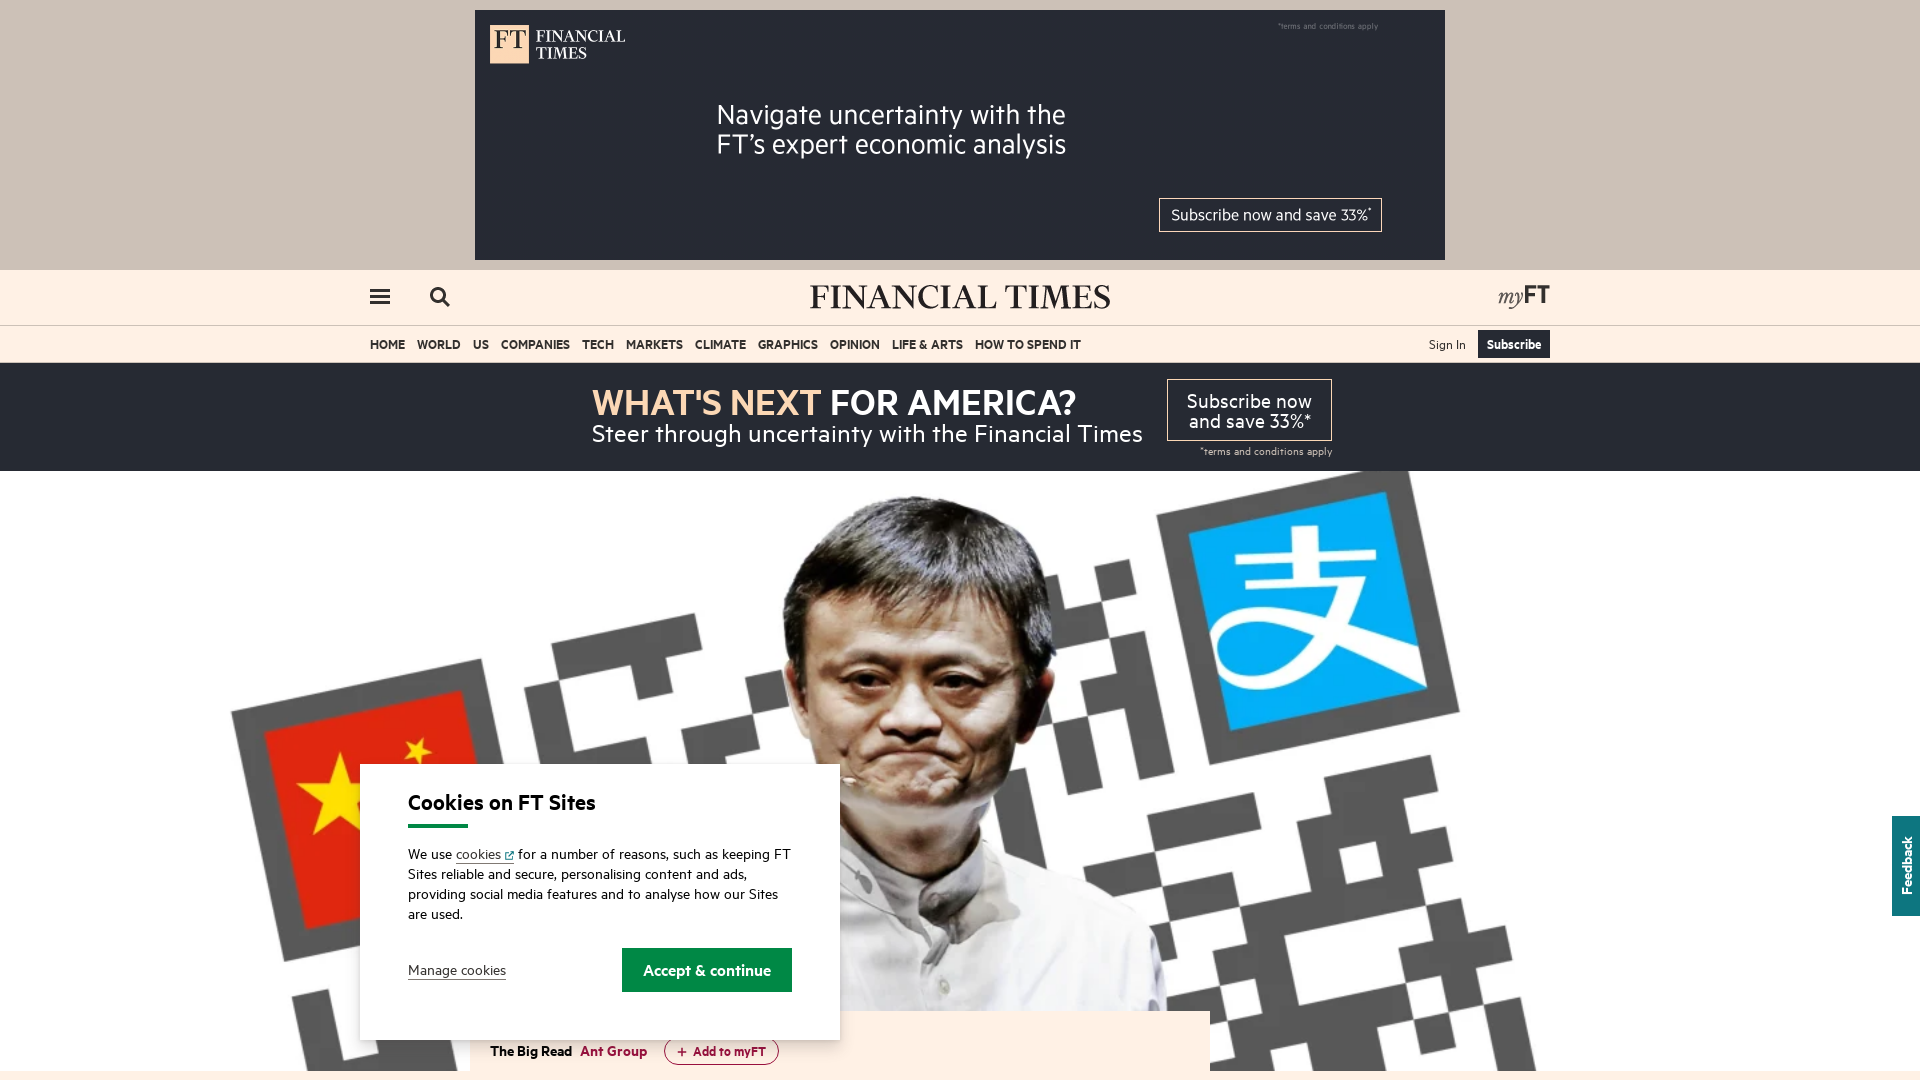 FT FINANCIAL
TIMES
*terms and conditions apply
Navigate uncertainty with the
FT's expert economic analysis
Subscribe now and save 33%*
FINANCIAL TIMES
myFT
HOME WORLD US COMPANIES TECH MARKETS CLIMATE GRAPHICS OPINION LIFE & ARTS HOW TO SPEND IT
Sign In Subscribe
WHAT'S NEXT FOR AMERICA?
Steer through uncertainty with the Financial Times
Subscribe now
and save 33%*
*terms and conditions apply
支
Cookies on FT Sites
We use cookies for a number of reasons, such as keeping FT
Sites reliable and secure, personalising content and ads,
providing social media features and to analyse how our Sites
are used.
Manage cookies Accept & continue
Feedback
The Big Read Ant Group + Add to myFT